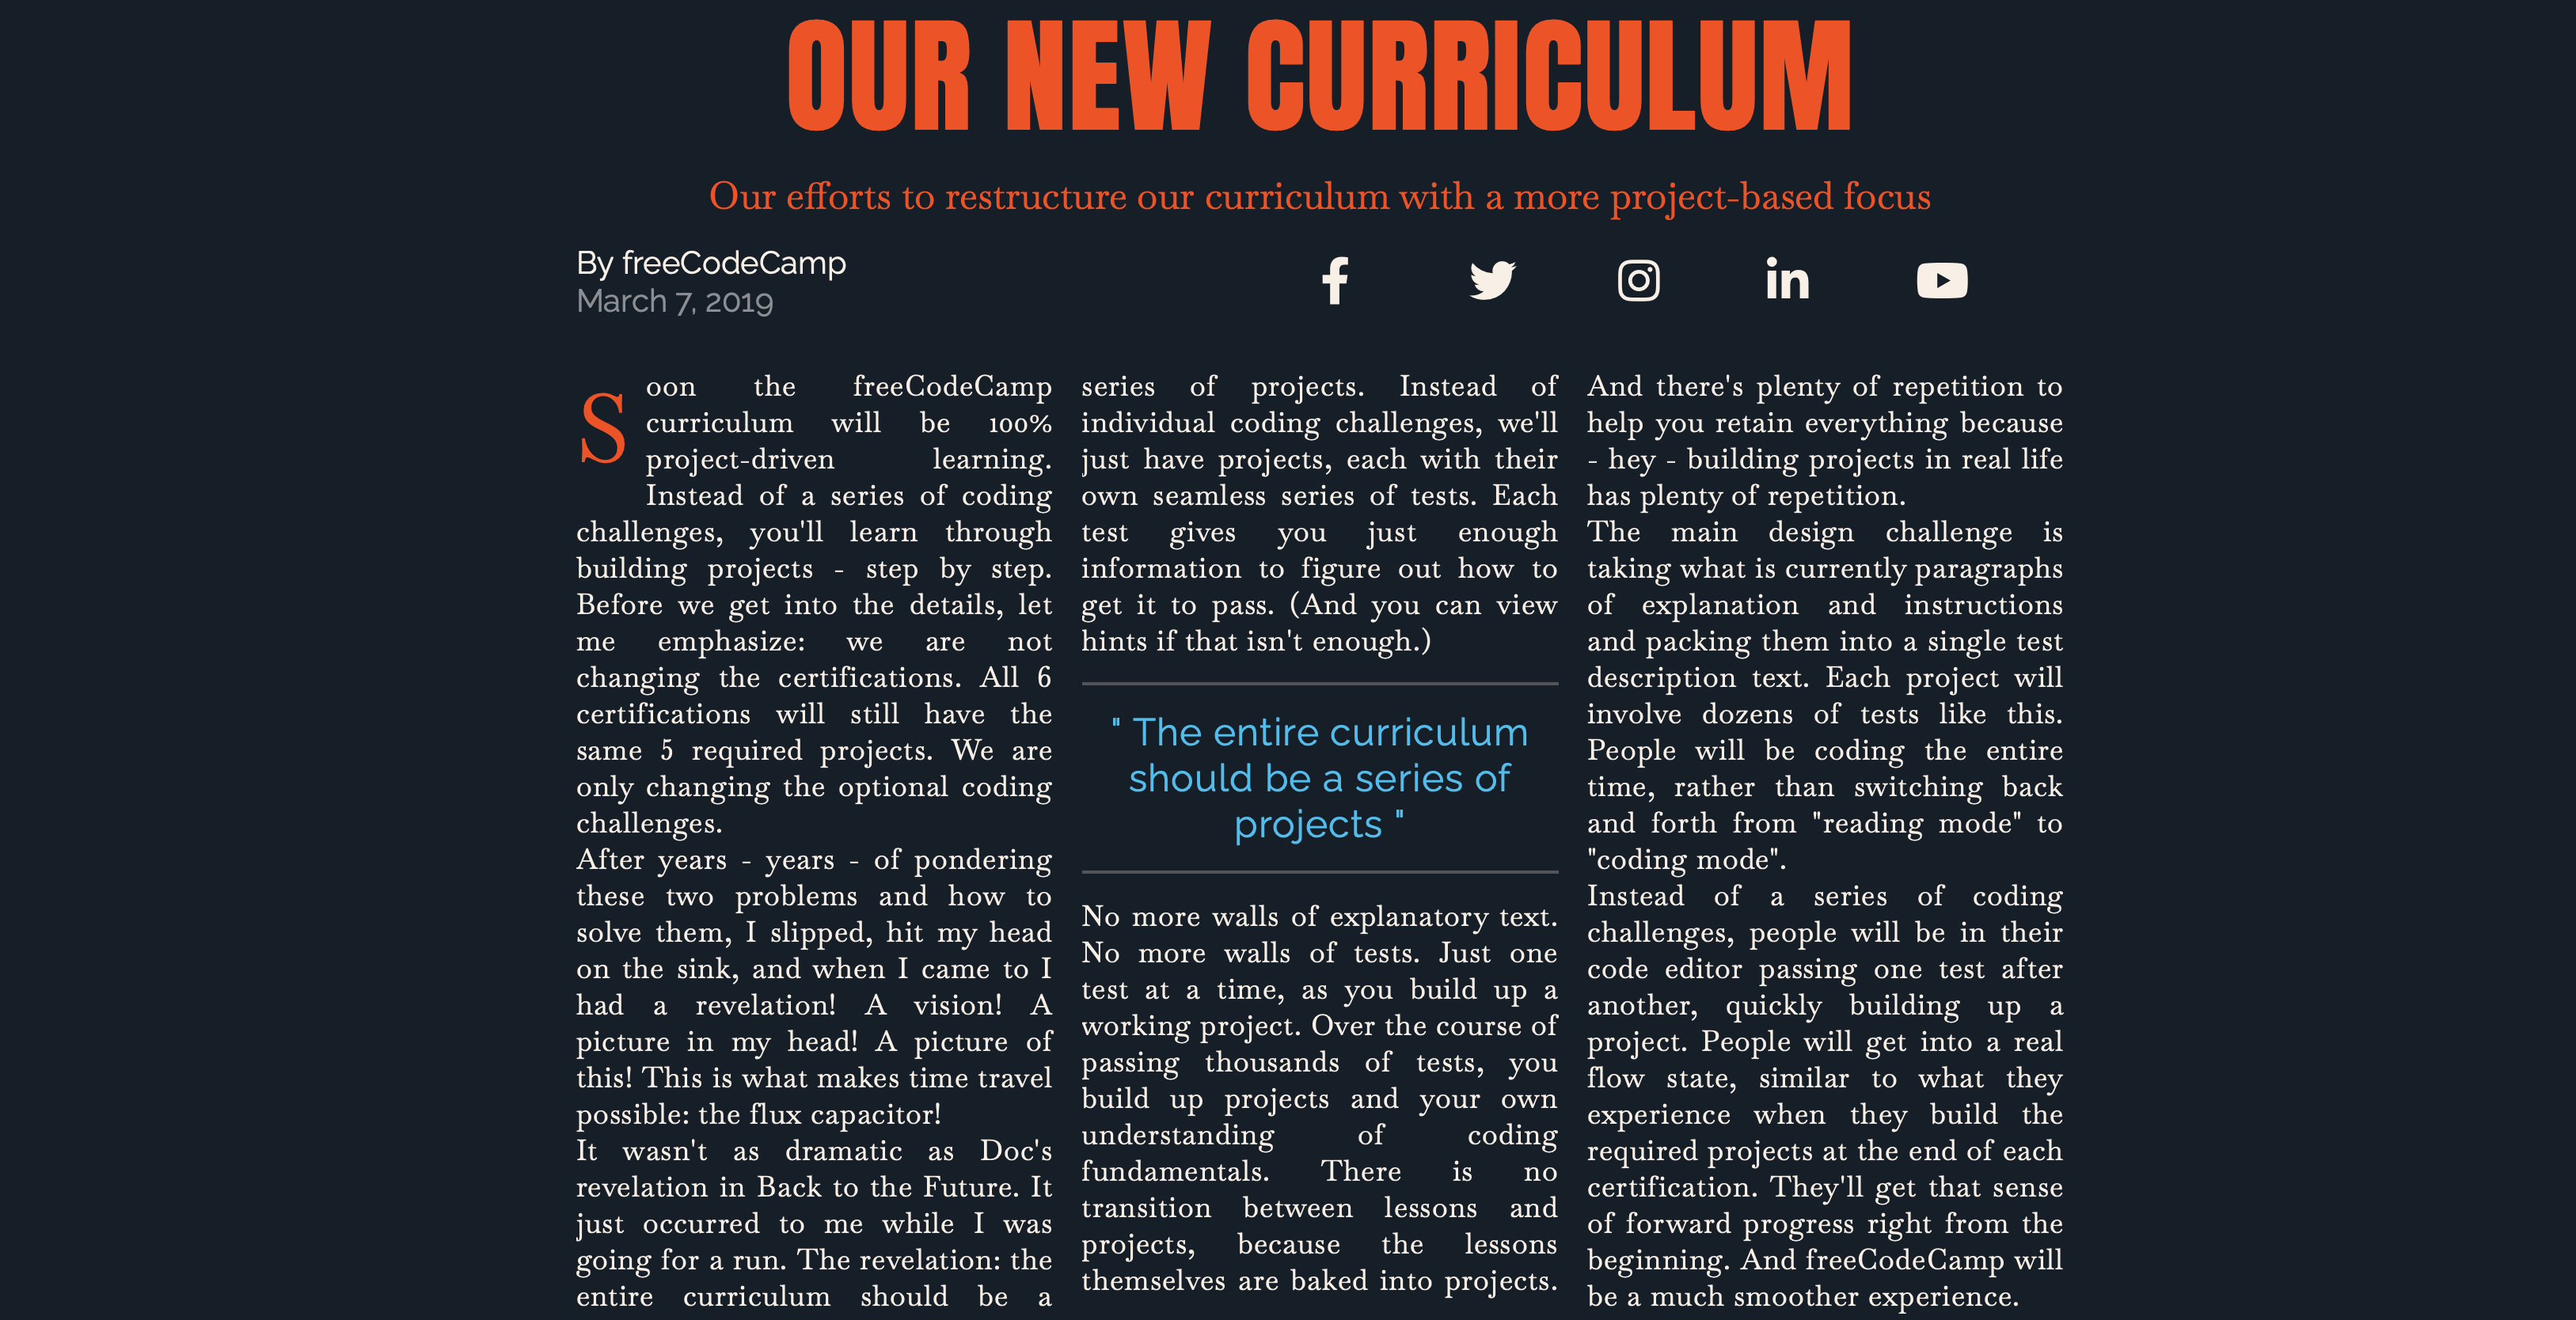 OUR NEW CURRICULUM
Our efforts to restructure our curriculum with a more project-based focus
By freeCodeCamp
March 7, 2019
Soon the freeCodeCamp
curriculum will be 100%
project-driven learning.
Instead of a series of coding
challenges, you'll learn through
building projects - step by step.
Before we get into the details, let
me emphasize: we are not
changing the certifications. All 6
certifications will still have the
same 5 required projects. We are
only changing the optional coding
challenges.
After years - years - of pondering
these two problems and how to
solve them, I slipped, hit my head
on the sink, and when I came to I
had a revelation! A vision! A
picture in my head! A picture of
this! This is what makes time travel
possible: the flux capacitor!
It wasn't as dramatic as Doc's
revelation in Back to the Future. It
just occurred to me while I was
going for a run. The revelation: the
entire curriculum should be a
series of projects. Instead of
individual coding challenges, we'll
just have projects, each with their
own seamless series of tests. Each
test gives you just enough
information to figure out how to
get it to pass. (And you can view
hints if that isn't enough.)
" The entire curriculum
should be a series of
projects "
No more walls of explanatory text.
No more walls of tests. Just one
test at a time, as you build up a
working project. Over the course of
passing thousands of tests, you
build up projects and your own
understanding of coding
fundamentals. There is no
transition between lessons and
projects, because the lessons
themselves are baked into projects.
And there's plenty of repetition to
help you retain everything because
- hey - building projects in real life
has plenty of repetition.
The main design challenge is
taking what is currently paragraphs
of explanation and instructions
and packing them into a single test
description text. Each project will
involve dozens of tests like this.
People will be coding the entire
time, rather than switching back
and forth from "reading mode" to
"coding mode".
Instead of a series of coding
challenges, people will be in their
code editor passing one test after
another, quickly building up a
project. People will get into a real
flow state, similar to what they
experience when they build the
required projects at the end of each
certification. They'll get that sense
of forward progress right from the
beginning. And freeCodeCamp will
be a much smoother experience.